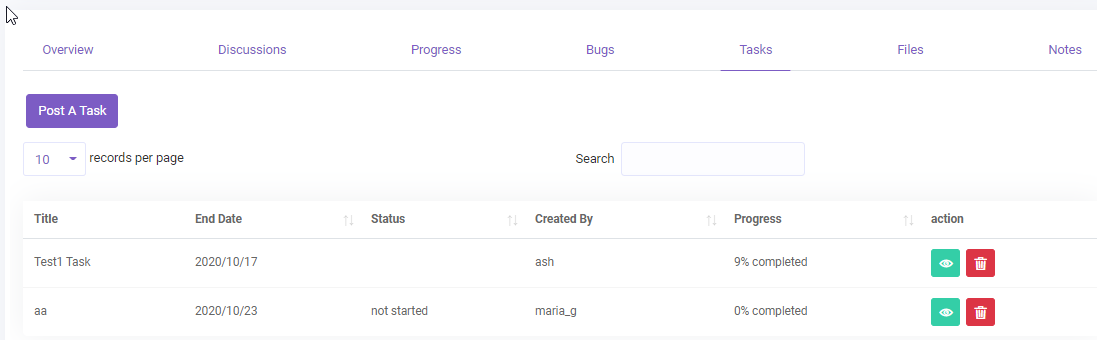 Overview Discussions Progress Bugs Tasks Files Notes
Post A Task
10 records per page Search
Title End Date Status Created By Progress action
Test1 Task 2020/10/17 ash 9% completed
aa 2020/10/23 not started maria_g 0% completed